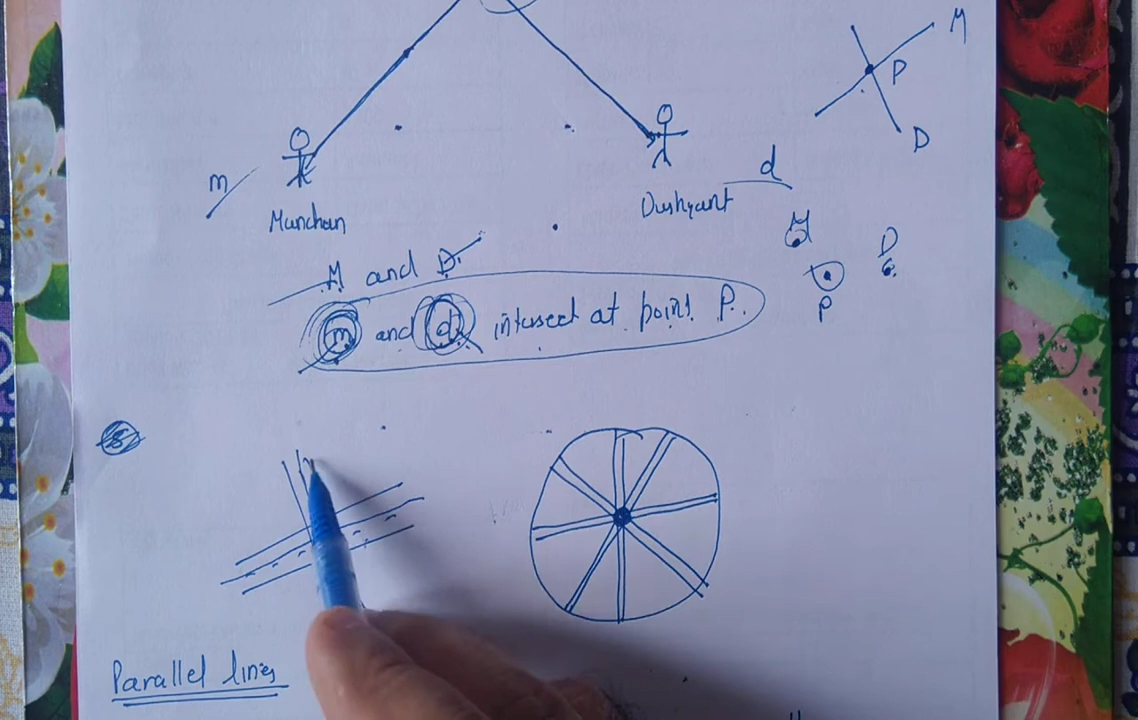 M
P
D
m
d
Munchun
Dushyant
M
D
P
M and D
m and d intersect at point P.
Parallel lines